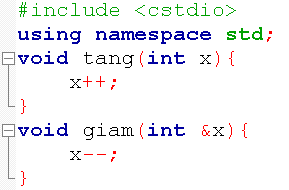 #include <cstdio>
using namespace std;
void tang(int x){
    x++;
}
void giam(int &x){
    x--;
}